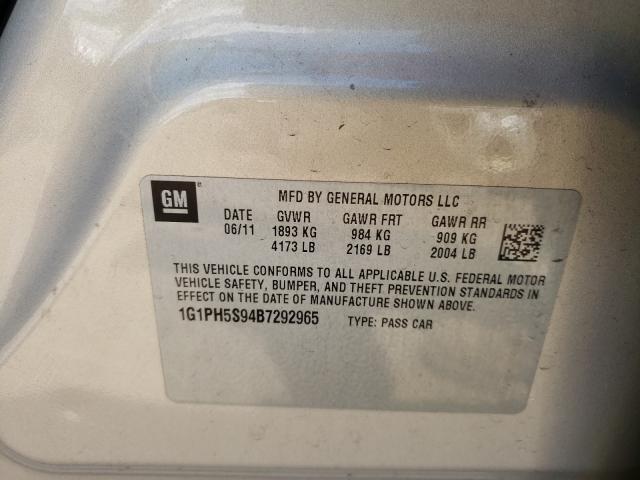 GM
MFD BY GENERAL MOTORS LLC
DATE GVWR GAWR FRT GAWR RR
06/11 1893 KG 984 KG 909 KG
4173 LB 2169 LB 2004 LB
THIS VEHICLE CONFORMS TO ALL APPLICABLE U.S. FEDERAL MOTOR
VEHICLE SAFETY, BUMPER, AND THEFT PREVENTION STANDARDS IN
EFFECT ON THE DATE OF MANUFACTURE SHOWN ABOVE.
1G1PH5S94B7292965 TYPE: PASS CAR